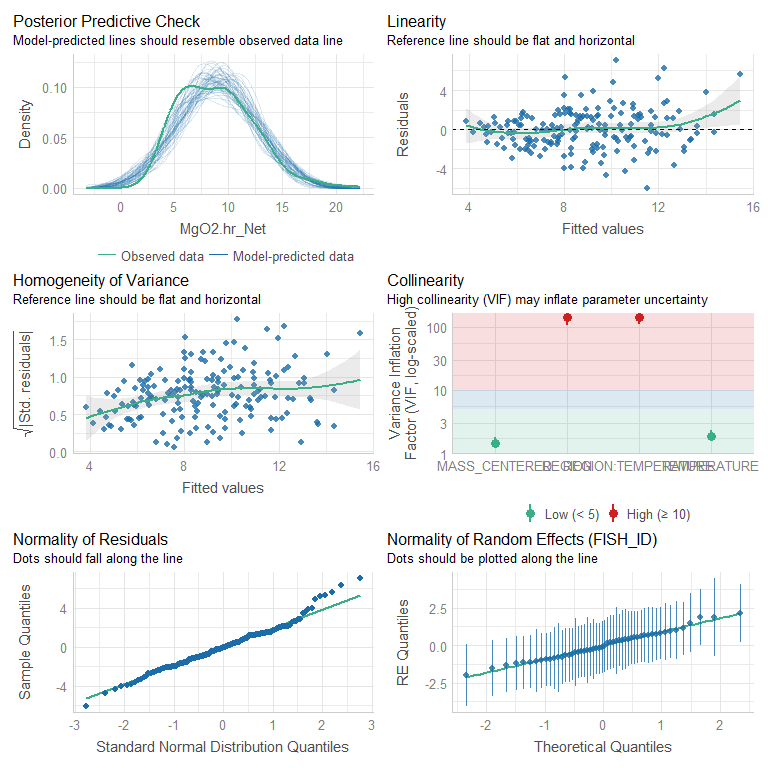 Posterior Predictive Check
Model-predicted lines should resemble observed data line
Density
0.10
0.05
0.00
0
5
10
15
20
MgO2.hr_Net
Observed data
Model-predicted data
Linearity
Reference line should be flat and horizontal
Residuals
4
0
-4
4
8
12
16
Fitted values
Homogeneity of Variance
Reference line should be flat and horizontal
√|Std. residuals|
1.5
1.0
0.5
0.0
4
8
12
16
Fitted values
Collinearity
High collinearity (VIF) may inflate parameter uncertainty
Variance Inflation
Factor (VIF, log-scaled)
100
30
10
5
3
1
MASS_CENTERED
REGION
REGION:TEMPERATURE
TEMPERATURE
Low (< 5)
High (≥ 10)
Normality of Residuals
Dots should fall along the line
Sample Quantiles
4
0
-4
-3
-2
-1
0
1
2
3
Standard Normal Distribution Quantiles
Normality of Random Effects (FISH_ID)
Dots should be plotted along the line
RE Quantiles
2.5
0.0
-2.5
-2
-1
0
1
2
Theoretical Quantiles